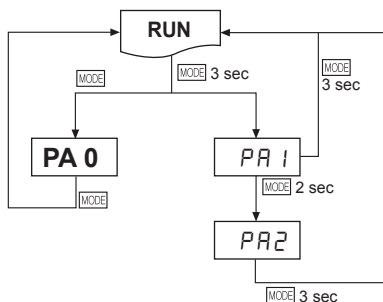 RUN
MODE
MODE 3 sec
MODE
3 sec
PA 0
PA 1
MODE
MODE 2 sec
PA2
MODE 3 sec